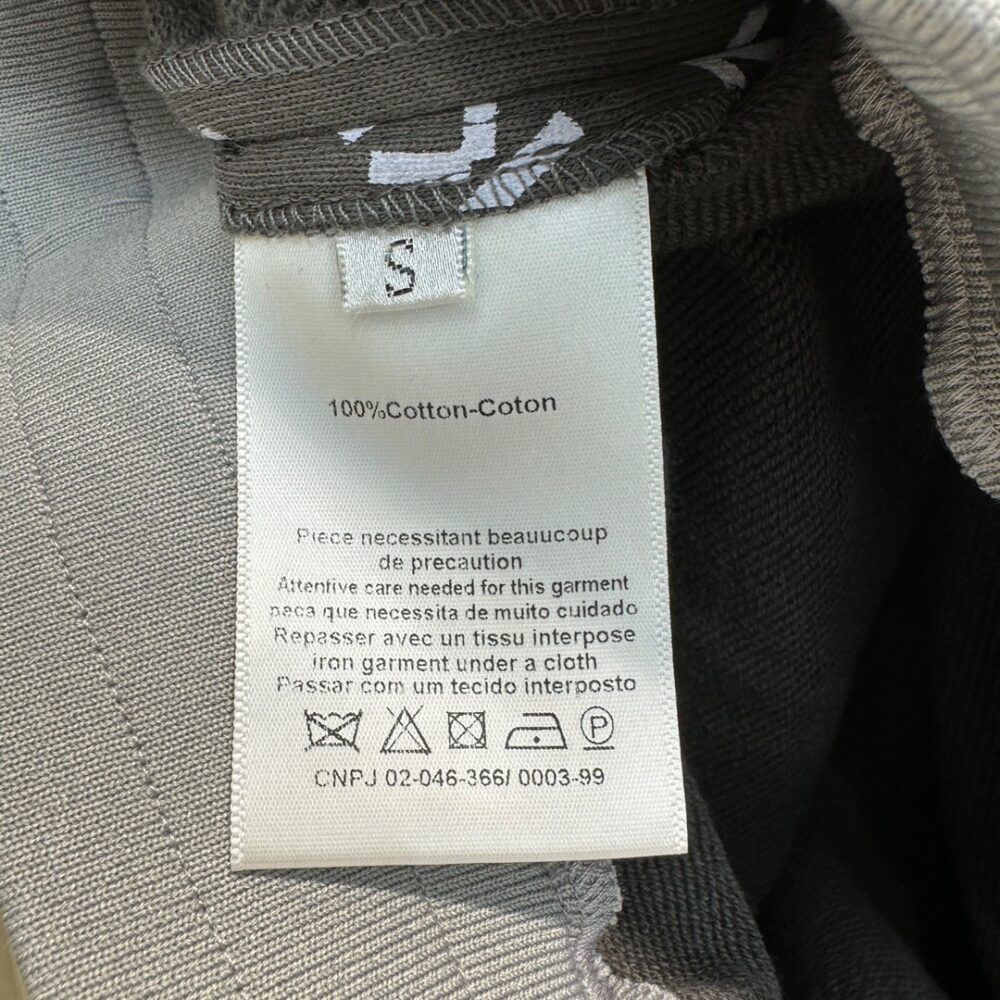 S
100%Cotton-Coton
Piece necessitant beauucoup
de precaution
Attentive care needed for this garment
peca que necessita de muito cuidado
Repasser avec un tissu interpose
iron garment under a cloth
Passar com um tecido interposto
P
CNPJ 02-046-366/ 0003-99